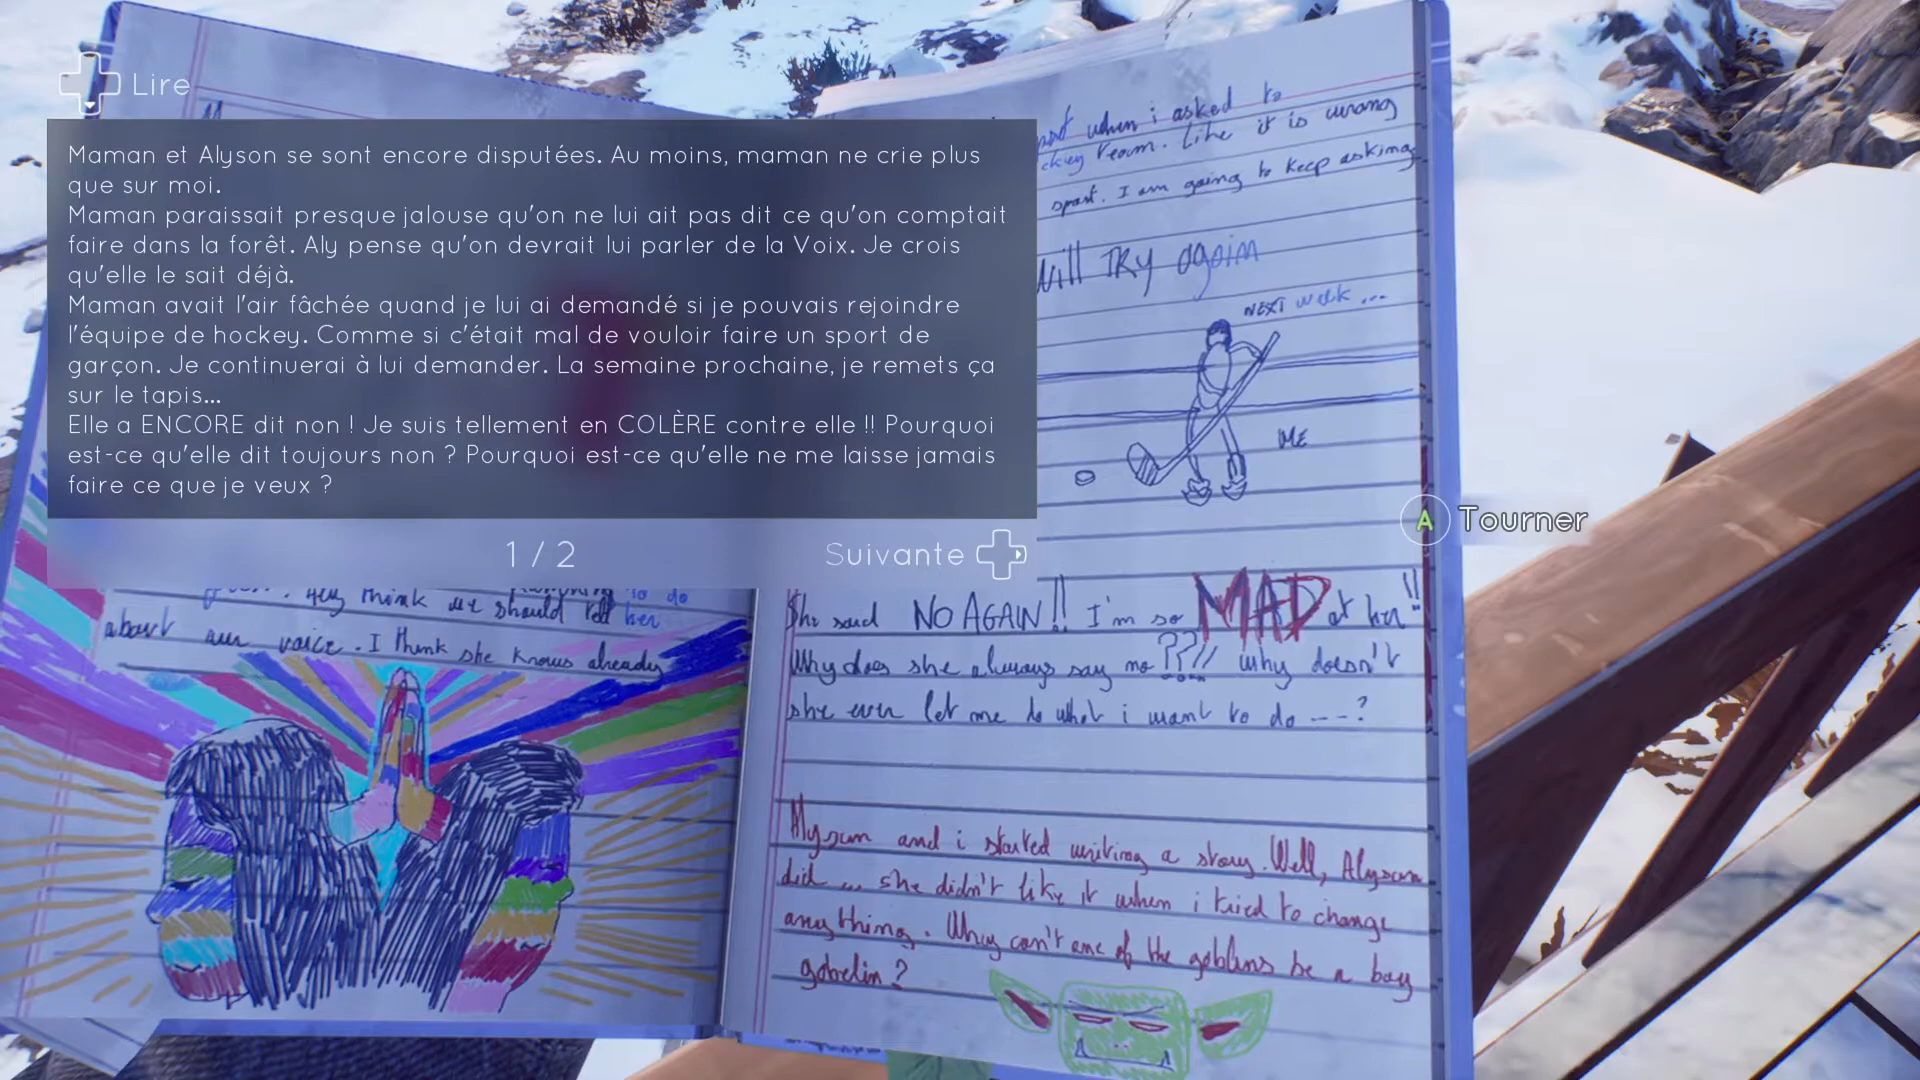 Lire
Maman et Alyson se sont encore disputées. Au moins, maman ne crie plus
que sur moi.
Maman paraissait presque jalouse qu'on ne lui ait pas dit ce qu'on comptait
faire dans la forêt. Aly pense qu'on devrait lui parler de la Voix. Je crois
qu'elle le sait déjà.
Maman avait l'air fâchée quand je lui ai demandé si je pouvais rejoindre
l'équipe de hockey. Comme si c'était mal de vouloir faire un sport de
garçon. Je continuerai à lui demander. La semaine prochaine, je remets ça
sur le tapis...
Elle a ENCORE dit non ! Je suis tellement en COLÈRE contre elle !! Pourquoi
est-ce qu'elle dit toujours non ? Pourquoi est-ce qu'elle ne me laisse jamais
faire ce que je veux ?
1 / 2
Suivante
A Tourner
think we should tell her
about our voice. I think she knows already
when i asked to
team. Like it is wrong
sport. I am going to keep asking
Will TRY again
NEXT week ...
ME
She said NO AGAIN!! I'm so MAD at her!!
Why does she always say no ??!! why doesn't
she ever let me do what i want to do ---?
Alyson and i started writing a story. Well, Alyson
did ... she didn't like it when i tried to change
anything. Why can't one of the goblins be a boy
gobelin?